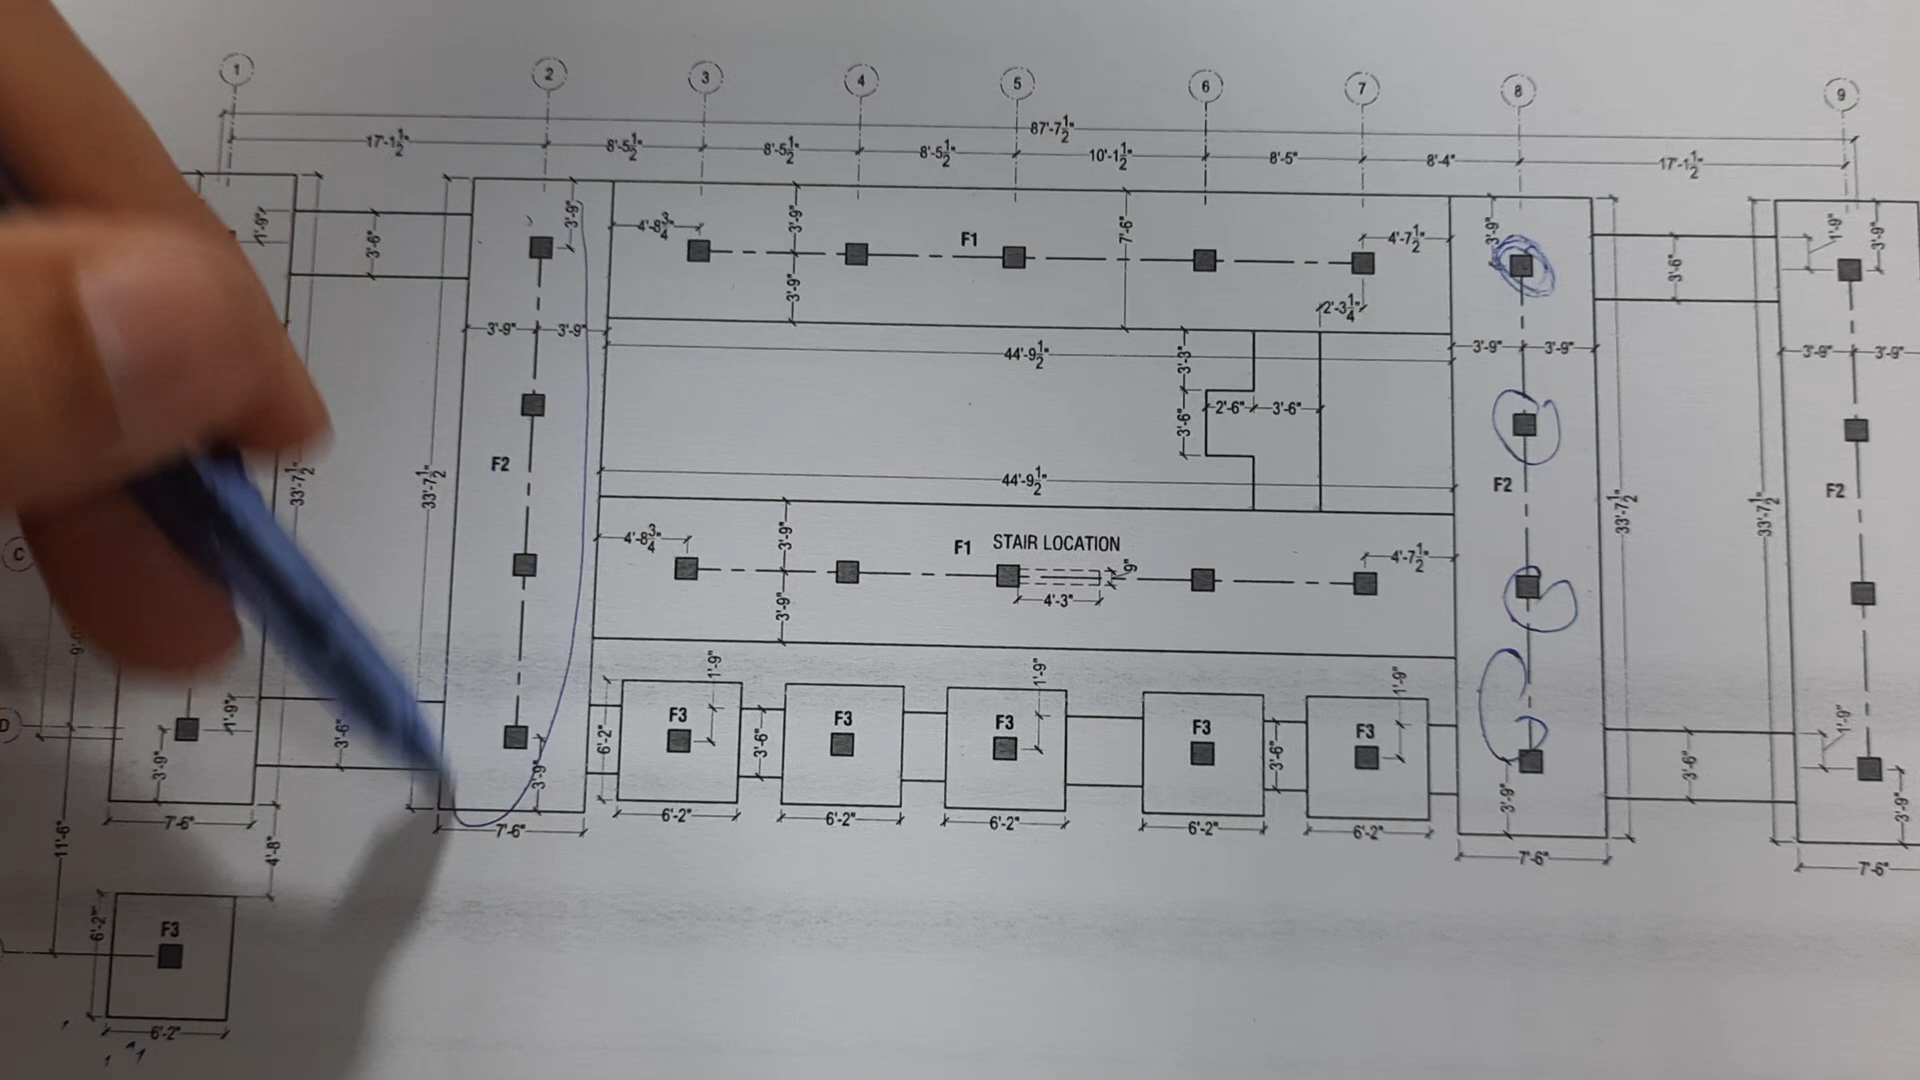 1 2 3 4 5 6 7 8 9
87'-7½"
17'-1½" 8'-5½" 8'-5½" 8'-5½" 10'-1½" 8'-5" 8'-4" 17'-1½"
1'-9" 3'-6" 3'-9" 4'-8¾" 3'-9" F1 7'-6" 4'-7½" 3'-9" 3'-6" 1'-9" 3'-9"
3'-9" 2'-3¼"
3'-9" 3'-9" 44'-9½" 3'-3" 3'-9" 3'-9" 3'-9" 3'-9"
3'-6" 2'-6" 3'-6"
33'-7½" 33'-7½" F2 44'-9½" F2 33'-7½" 33'-7½" F2
C 4'-8¾" 3'-9" F1 STAIR LOCATION 9" 4'-7½"
3'-9" 4'-3"
1'-9" 1'-9" 1'-9"
D 1'-9" F3 F3 F3 F3 F3 1'-9"
3'-9" 3'-6" 3'-9" 6'-2" 3'-6" 3'-6" 3'-9" 3'-6" 3'-9"
7'-6" 7'-6" 6'-2" 6'-2" 6'-2" 6'-2" 6'-2" 7'-6" 7'-6"
11'-6" 4'-8"
6'-2" F3
6'-2"